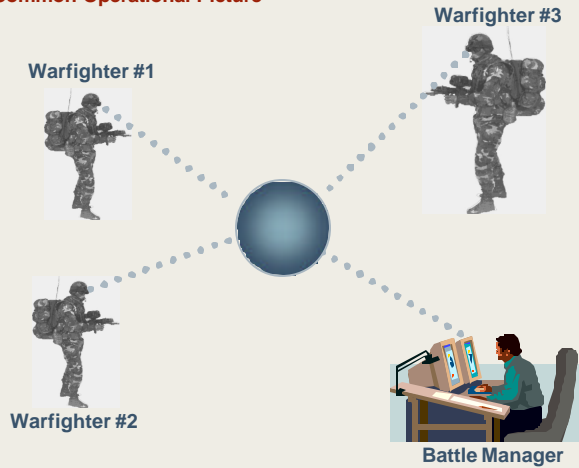 Common Operational Picture
Warfighter #3
Warfighter #1
Warfighter #2
Battle Manager